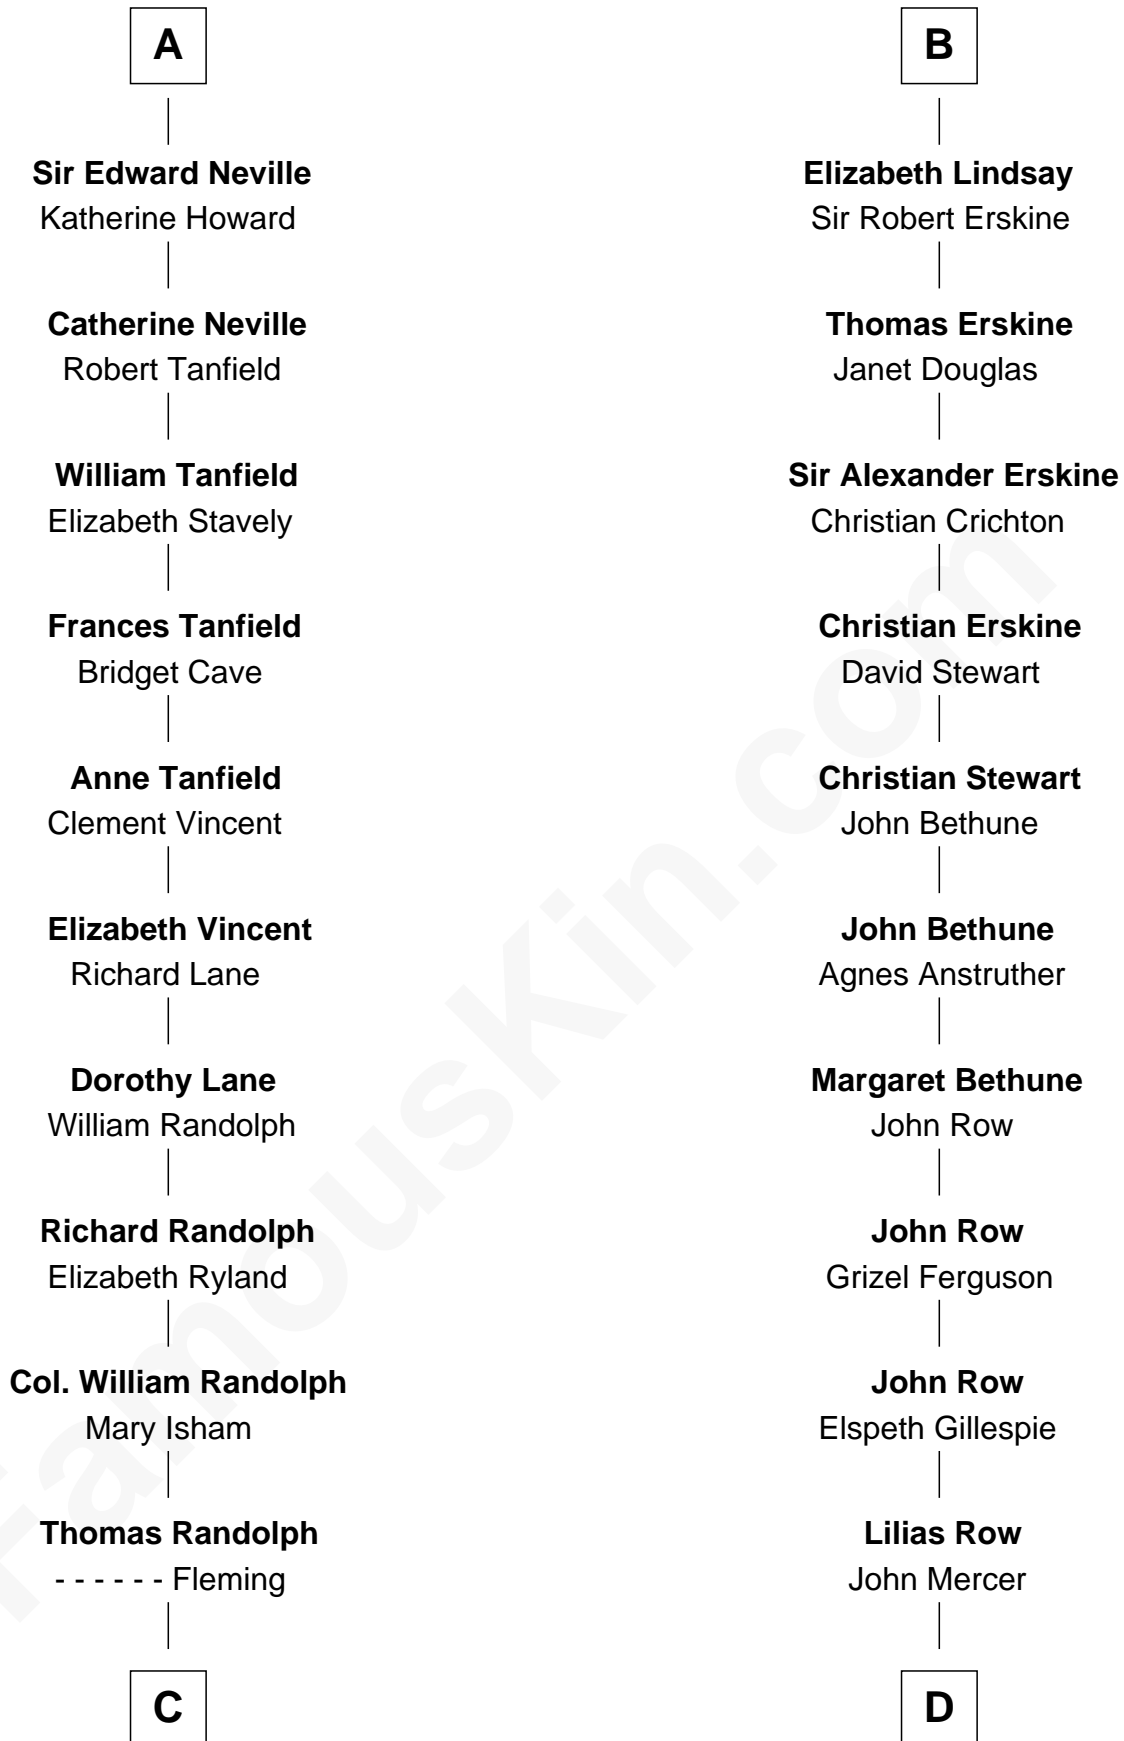 A
Sir Edward Neville
Katherine Howard
Catherine Neville
Robert Tanfield
William Tanfield
Elizabeth Stavely
Frances Tanfield
Bridget Cave
Anne Tanfield
Clement Vincent
Elizabeth Vincent
Richard Lane
Dorothy Lane
William Randolph
Richard Randolph
Elizabeth Ryland
Col. William Randolph
Mary Isham
Thomas Randolph
- - - - - - Fleming
C
B
Elizabeth Lindsay
Sir Robert Erskine
Thomas Erskine
Janet Douglas
Sir Alexander Erskine
Christian Crichton
Christian Erskine
David Stewart
Christian Stewart
John Bethune
John Bethune
Agnes Anstruther
Margaret Bethune
John Row
John Row
Grizel Ferguson
John Row
Elspeth Gillespie
Lilias Row
John Mercer
D
FamousKin.com